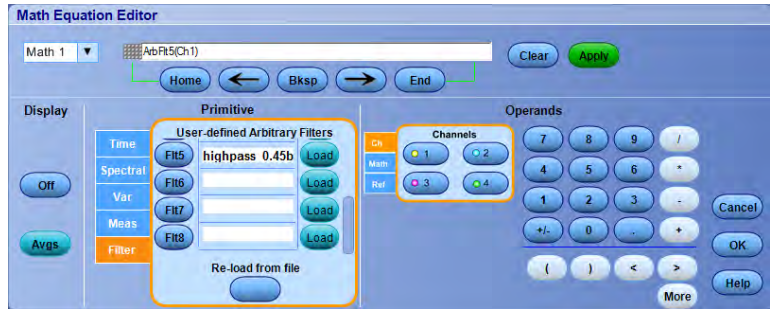 Math Equation Editor
Math 1
ArbFlt5(Ch1)
Clear
Apply
Home
Bksp
End
Display
Off
Avgs
Primitive
Time
Spectral
Var
Meas
Filter
User-defined Arbitrary Filters
Flt5 highpass_0.45b Load
Flt6 Load
Flt7 Load
Flt8 Load
Re-load from file
Operands
Ch
Math
Ref
Channels
1 2
3 4
7 8 9 /
4 5 6 *
1 2 3 -
+/- 0 . +
( ) < >
More
Cancel
OK
Help